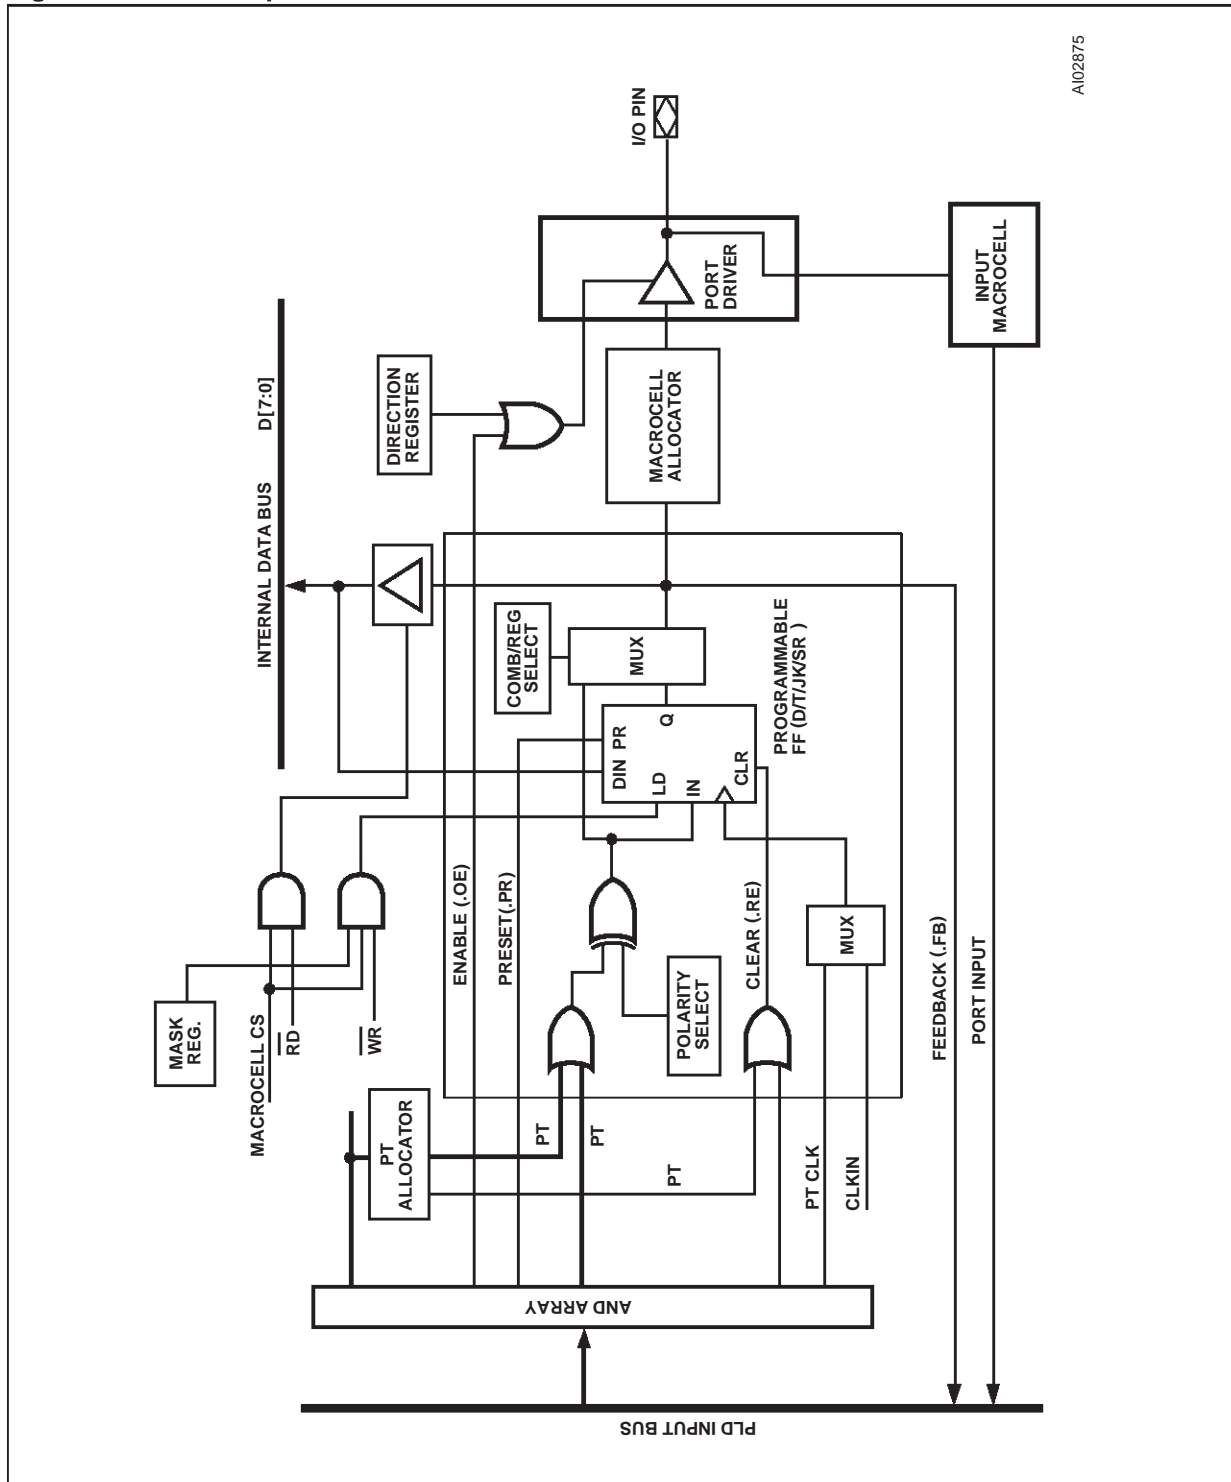 AI02875
INTERNAL DATA BUS
D[7:0]
DIRECTION
REGISTER
I/O PIN
PORT
DRIVER
INPUT
MACROCELL
MACROCELL
ALLOCATOR
MASK
REG.
MACROCELL CS
RD
WR
ENABLE (.OE)
PRESET(.PR)
COMB/REG
SELECT
MUX
DIN
PR
LD
Q
IN
CLR
PROGRAMMABLE
FF (D/T/JK/SR )
POLARITY
SELECT
CLEAR (.RE)
MUX
PT
ALLOCATOR
PT
PT
PT
PT CLK
CLKIN
FEEDBACK (.FB)
PORT INPUT
AND ARRAY
PLD INPUT BUS